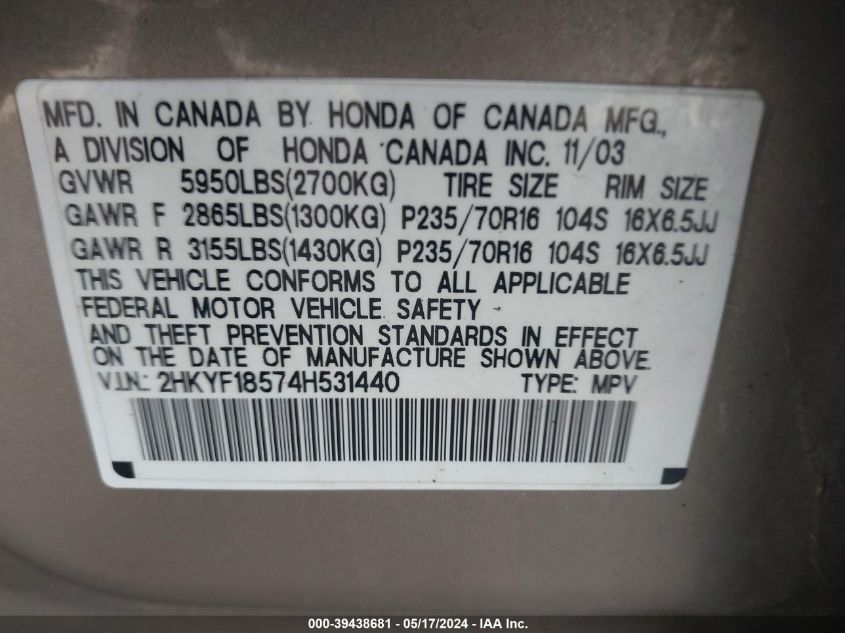 MFD. IN CANADA BY HONDA OF CANADA MFG.,
A DIVISION OF HONDA CANADA INC. 11/03
GVWR 5950LBS(2700KG) TIRE SIZE RIM SIZE
GAWR F 2865LBS(1300KG) P235/70R16 104S 16X6.5JJ
GAWR R 3155LBS(1430KG) P235/70R16 104S 16X6.5JJ
THIS VEHICLE CONFORMS TO ALL APPLICABLE
FEDERAL MOTOR VEHICLE SAFETY
AND THEFT PREVENTION STANDARDS IN EFFECT
ON THE DATE OF MANUFACTURE SHOWN ABOVE.
V.I.N.: 2HKYF18574H531440 TYPE: MPV
000-39438681 - 05/17/2024 - IAA Inc.